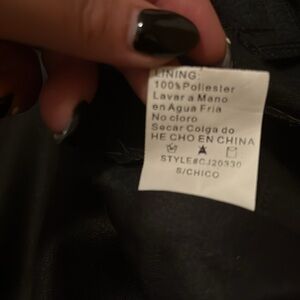 LINING
100%Poliester
Lavar a Mano
en Agua Fria
No cloro
Secar Colga do
HE CHO EN CHINA
STYLE#CJ20330
S/CHICO